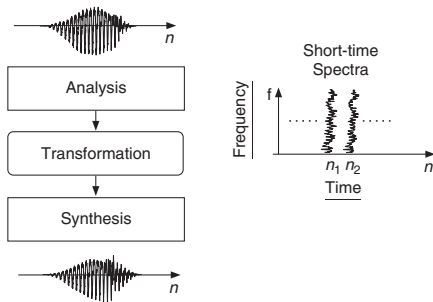 n
Analysis
Transformation
Synthesis
n
Short-time
Spectra
Frequency
f
. . . . . .
. . . . . .
n1 n2
n
Time